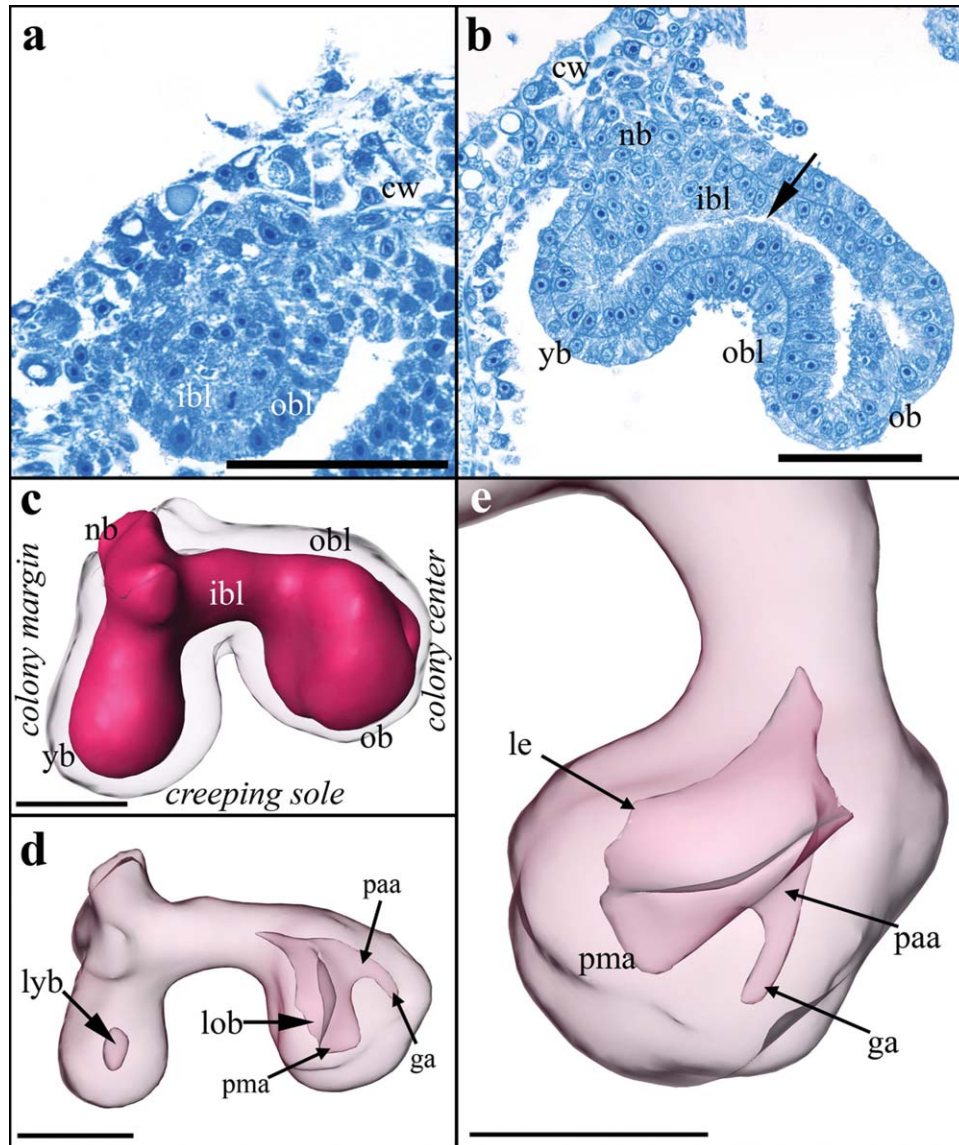 a
cw
ibl
obl
b
cw
nb
ibl
yb
obl
ob
c
nb
obl
ibl
colony margin
colony center
yb
ob
creeping sole
d
paa
lyb
lob
ga
pma
e
le
paa
pma
ga